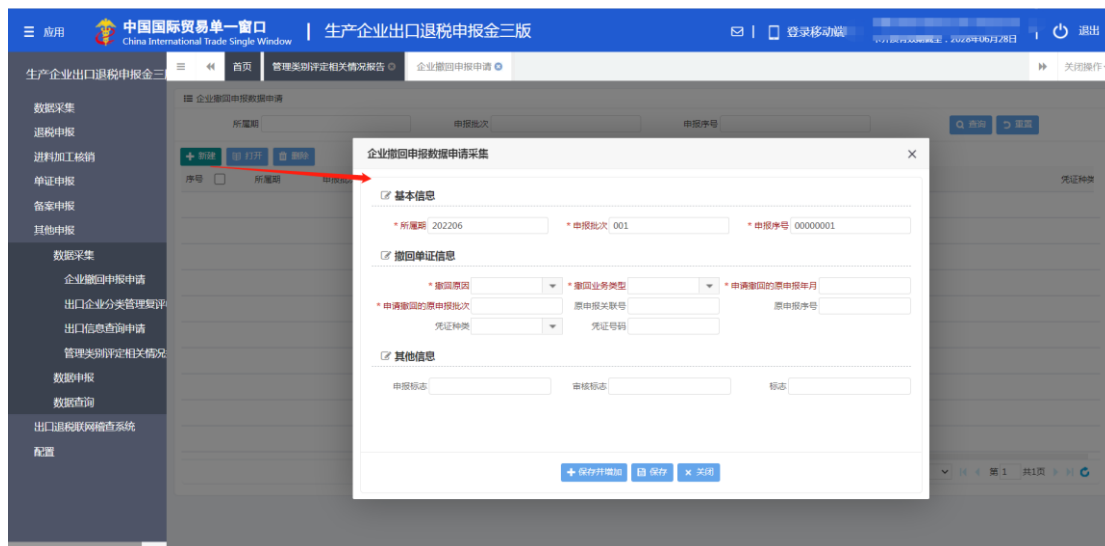 应用
中国国际贸易单一窗口
China International Trade Single Window
生产企业出口退税申报金三版
登录移动端
2028年06月28日
退出
生产企业出口退税申报金三
首页
管理类别评定相关情况报告
企业撤回申报申请
关闭操作
数据采集
退税申报
进料加工核销
单证申报
备案申报
其他申报
数据采集
企业撤回申报申请
出口企业分类管理复评
出口信息查询申请
管理类别评定相关情况
数据申报
数据查询
出口退税联网稽查系统
配置
企业撤回申报数据申请
所属期
申报批次
申报序号
查询
重置
新建
打开
删除
序号
所属期
凭证种类
企业撤回申报数据申请采集
基本信息
* 所属期 202206
* 申报批次 001
* 申报序号 00000001
撤回单证信息
* 撤回原因
* 撤回业务类型
* 申请撤回的原申报年月
* 申请撤回的原申报批次
原申报关联号
原申报序号
凭证种类
凭证号码
其他信息
申报标志
审核标志
标志
保存并增加
保存
关闭
第 1
共1页